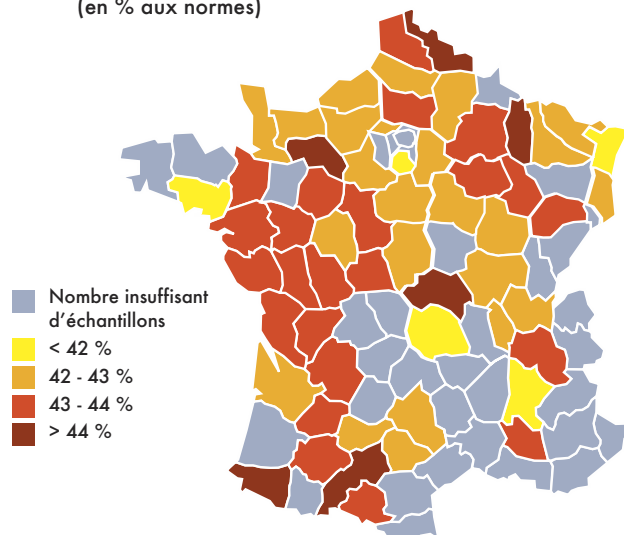 (en % aux normes)
Nombre insuffisant
d’échantillons
< 42 %
42 - 43 %
43 - 44 %
> 44 %